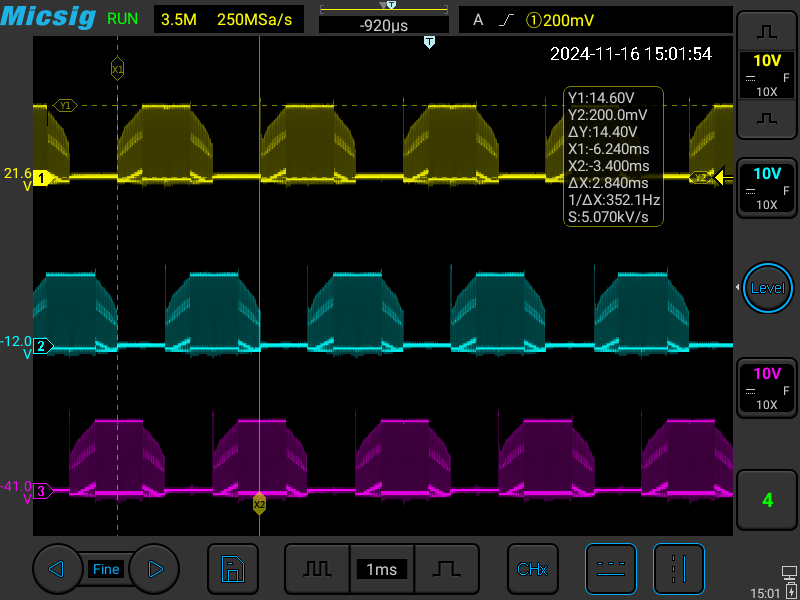 Micsig RUN 3.5M 250MSa/s -920μs A ①200mV
T
T
2024-11-16 15:01:54
10V
F
10X
X1
Y1
Y1:14.60V
Y2:200.0mV
ΔY:14.40V
X1:-6.240ms
X2:-3.400ms
ΔX:2.840ms
1/ΔX:352.1Hz
S:5.070kV/s
21.6
V
1
Y2
10V
F
10X
Level
-12.0
V
2
10V
F
10X
-41.0
V
3
X2
4
Fine
1ms
CHx
15:01